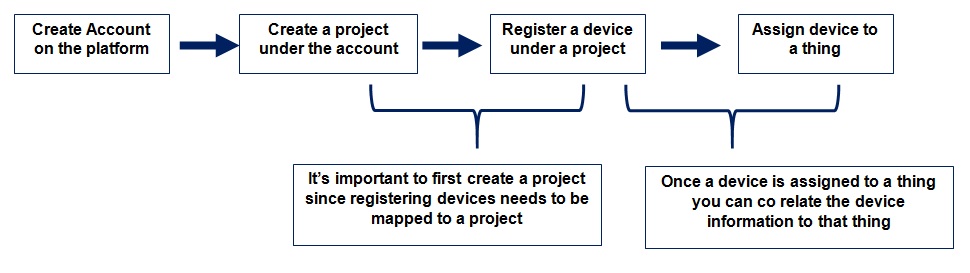 Create Account
on the platform
Create a project
under the account
Register a device
under a project
Assign device to
a thing
It's important to first create a project
since registering devices needs to be
mapped to a project
Once a device is assigned to a thing
you can co relate the device
information to that thing